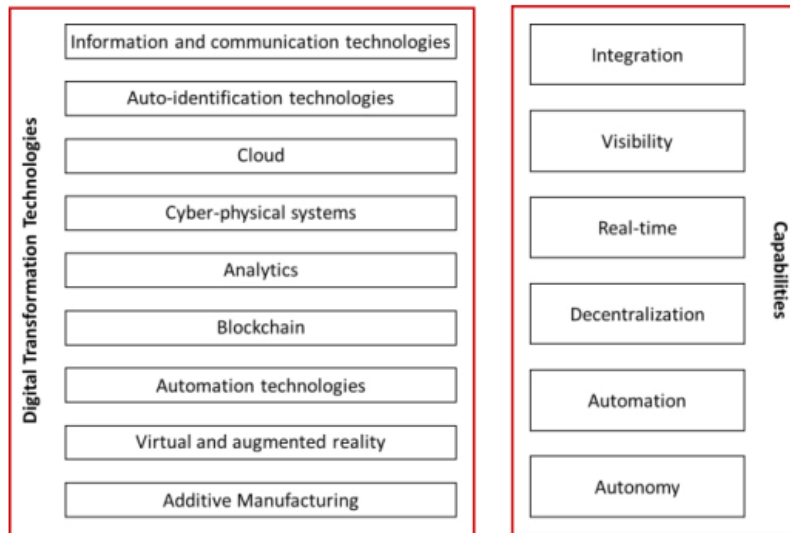 Digital Transformation Technologies
Information and communication technologies
Auto-identification technologies
Cloud
Cyber-physical systems
Analytics
Blockchain
Automation technologies
Virtual and augmented reality
Additive Manufacturing
Integration
Visibility
Real-time
Decentralization
Automation
Autonomy
Capabilities